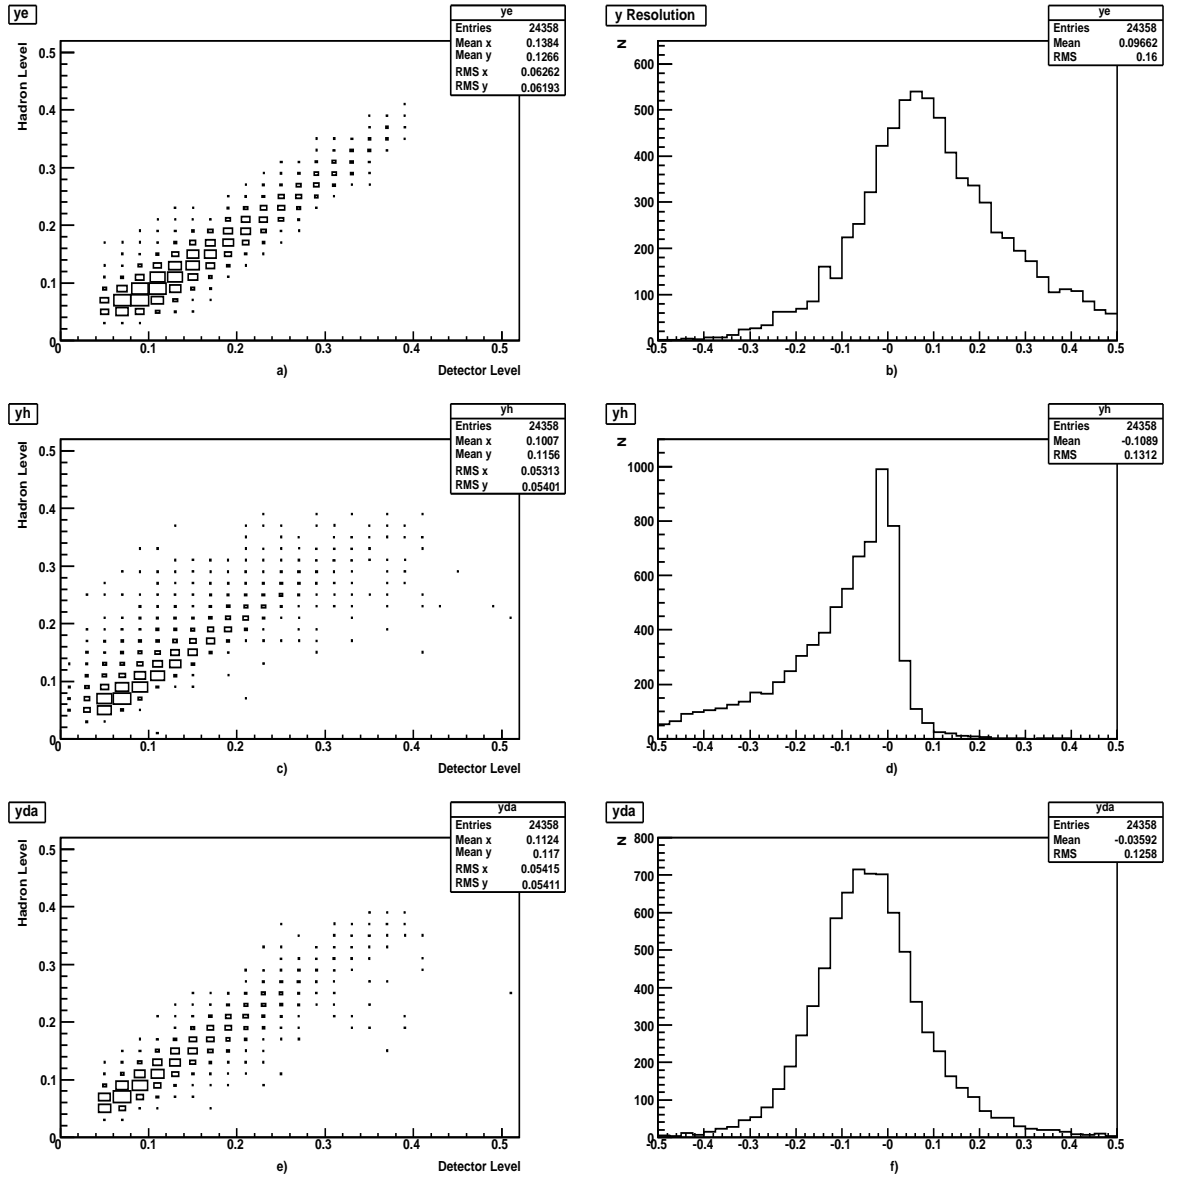 ye
ye
Entries 24358
Mean x 0.1384
Mean y 0.1266
RMS x 0.06262
RMS y 0.06193
Hadron Level
0.5
0.4
0.3
0.2
0.1
0
0 0.1 0.2 0.3 0.4 0.5
a) Detector Level
y Resolution
ye
Entries 24358
Mean 0.09662
RMS 0.16
N
600
500
400
300
200
100
0
-0.5 -0.4 -0.3 -0.2 -0.1 -0 0.1 0.2 0.3 0.4 0.5
b)
yh
yh
Entries 24358
Mean x 0.1007
Mean y 0.1156
RMS x 0.05313
RMS y 0.05401
Hadron Level
0.5
0.4
0.3
0.2
0.1
0
0 0.1 0.2 0.3 0.4 0.5
c) Detector Level
yh
yh
Entries 24358
Mean -0.1089
RMS 0.1312
N
1000
800
600
400
200
0
-0.5 -0.4 -0.3 -0.2 -0.1 -0 0.1 0.2 0.3 0.4 0.5
d)
yda
yda
Entries 24358
Mean x 0.1124
Mean y 0.117
RMS x 0.05415
RMS y 0.05411
Hadron Level
0.5
0.4
0.3
0.2
0.1
0
0 0.1 0.2 0.3 0.4 0.5
e) Detector Level
yda
yda
Entries 24358
Mean -0.03592
RMS 0.1258
N
800
700
600
500
400
300
200
100
0
-0.5 -0.4 -0.3 -0.2 -0.1 -0 0.1 0.2 0.3 0.4 0.5
f)